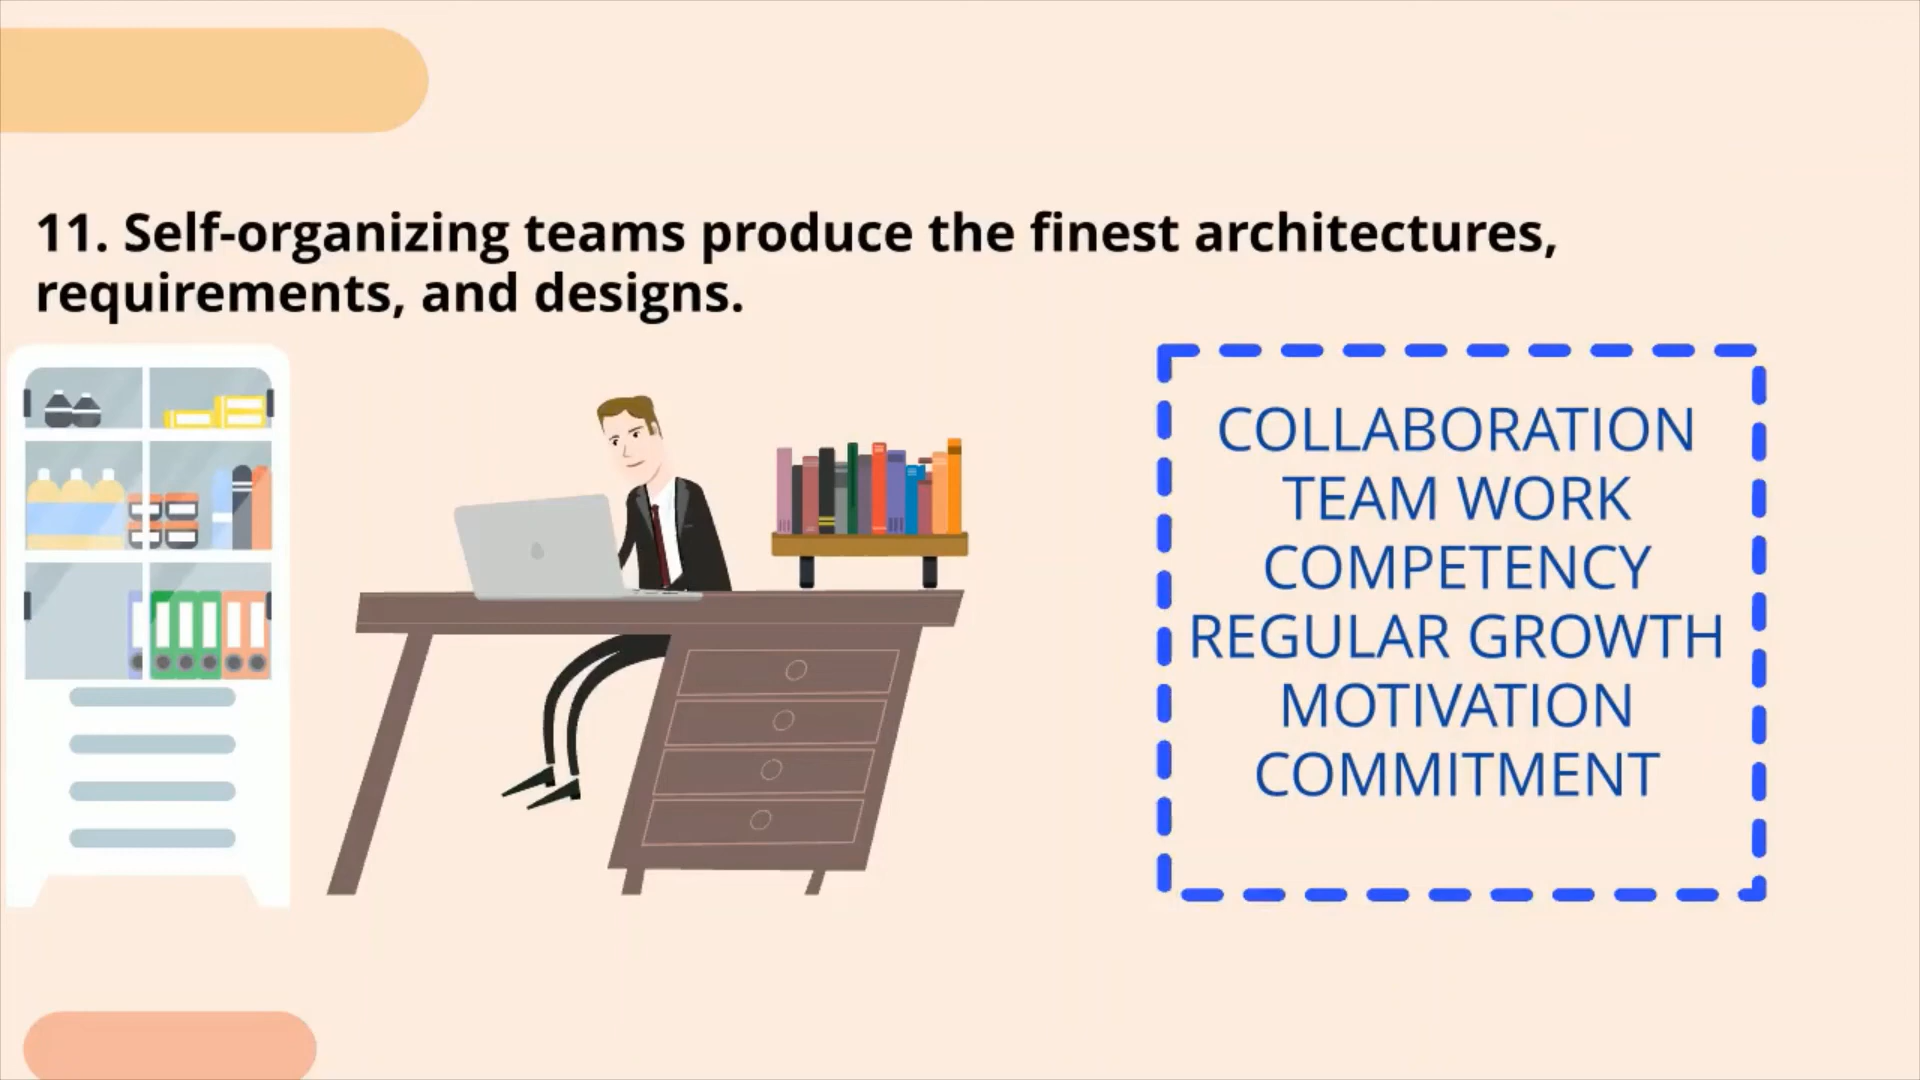 11. Self-organizing teams produce the finest architectures,
requirements, and designs.
COLLABORATION
TEAM WORK
COMPETENCY
REGULAR GROWTH
MOTIVATION
COMMITMENT